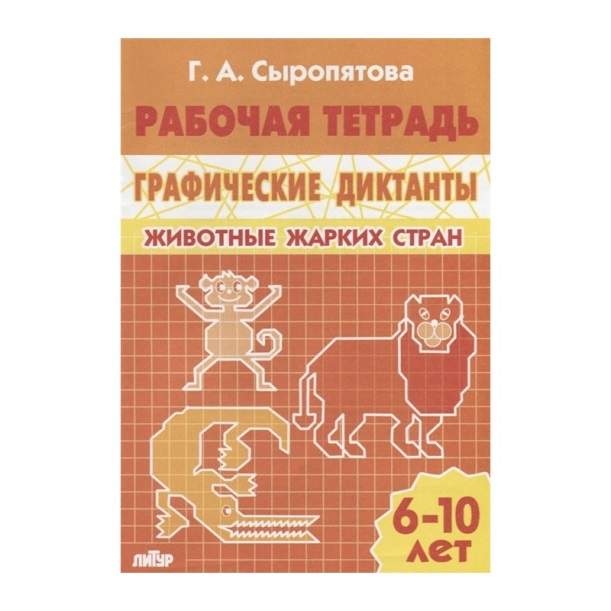 Г. А. Сыропятова
РАБОЧАЯ ТЕТРАДЬ
ГРАФИЧЕСКИЕ ДИКТАНТЫ
ЖИВОТНЫЕ ЖАРКИХ СТРАН
6-10
лет
ЛИТУР